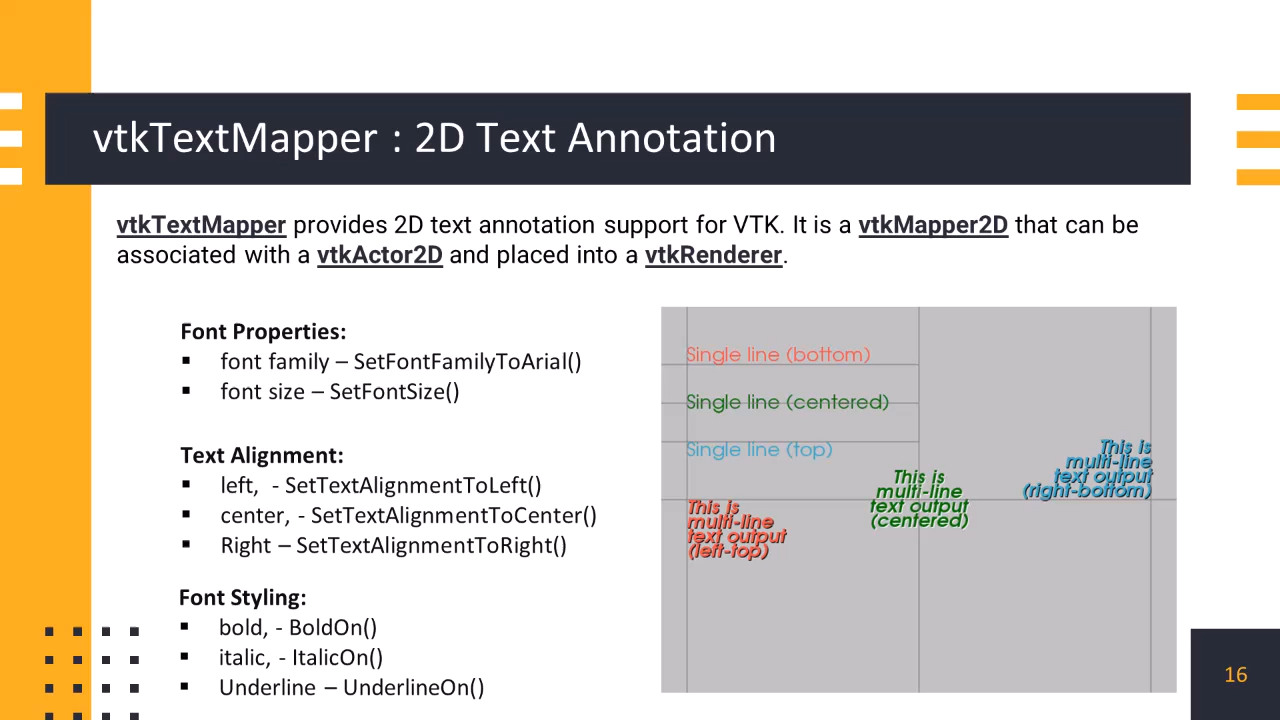 vtkTextMapper : 2D Text Annotation
vtkTextMapper provides 2D text annotation support for VTK. It is a vtkMapper2D that can be
associated with a vtkActor2D and placed into a vtkRenderer.
Font Properties:
▪ font family – SetFontFamilyToArial()
▪ font size – SetFontSize()
Text Alignment:
▪ left,  - SetTextAlignmentToLeft()
▪ center, - SetTextAlignmentToCenter()
▪ Right – SetTextAlignmentToRight()
Font Styling:
▪ bold, - BoldOn()
▪ italic, - ItalicOn()
▪ Underline – UnderlineOn()
Single line (bottom)
Single line (centered)
Single line (top)
This is
multi-line
text output
(left-top)
This is
multi-line
text output
(centered)
This is
multi-line
text output
(right-bottom)
16